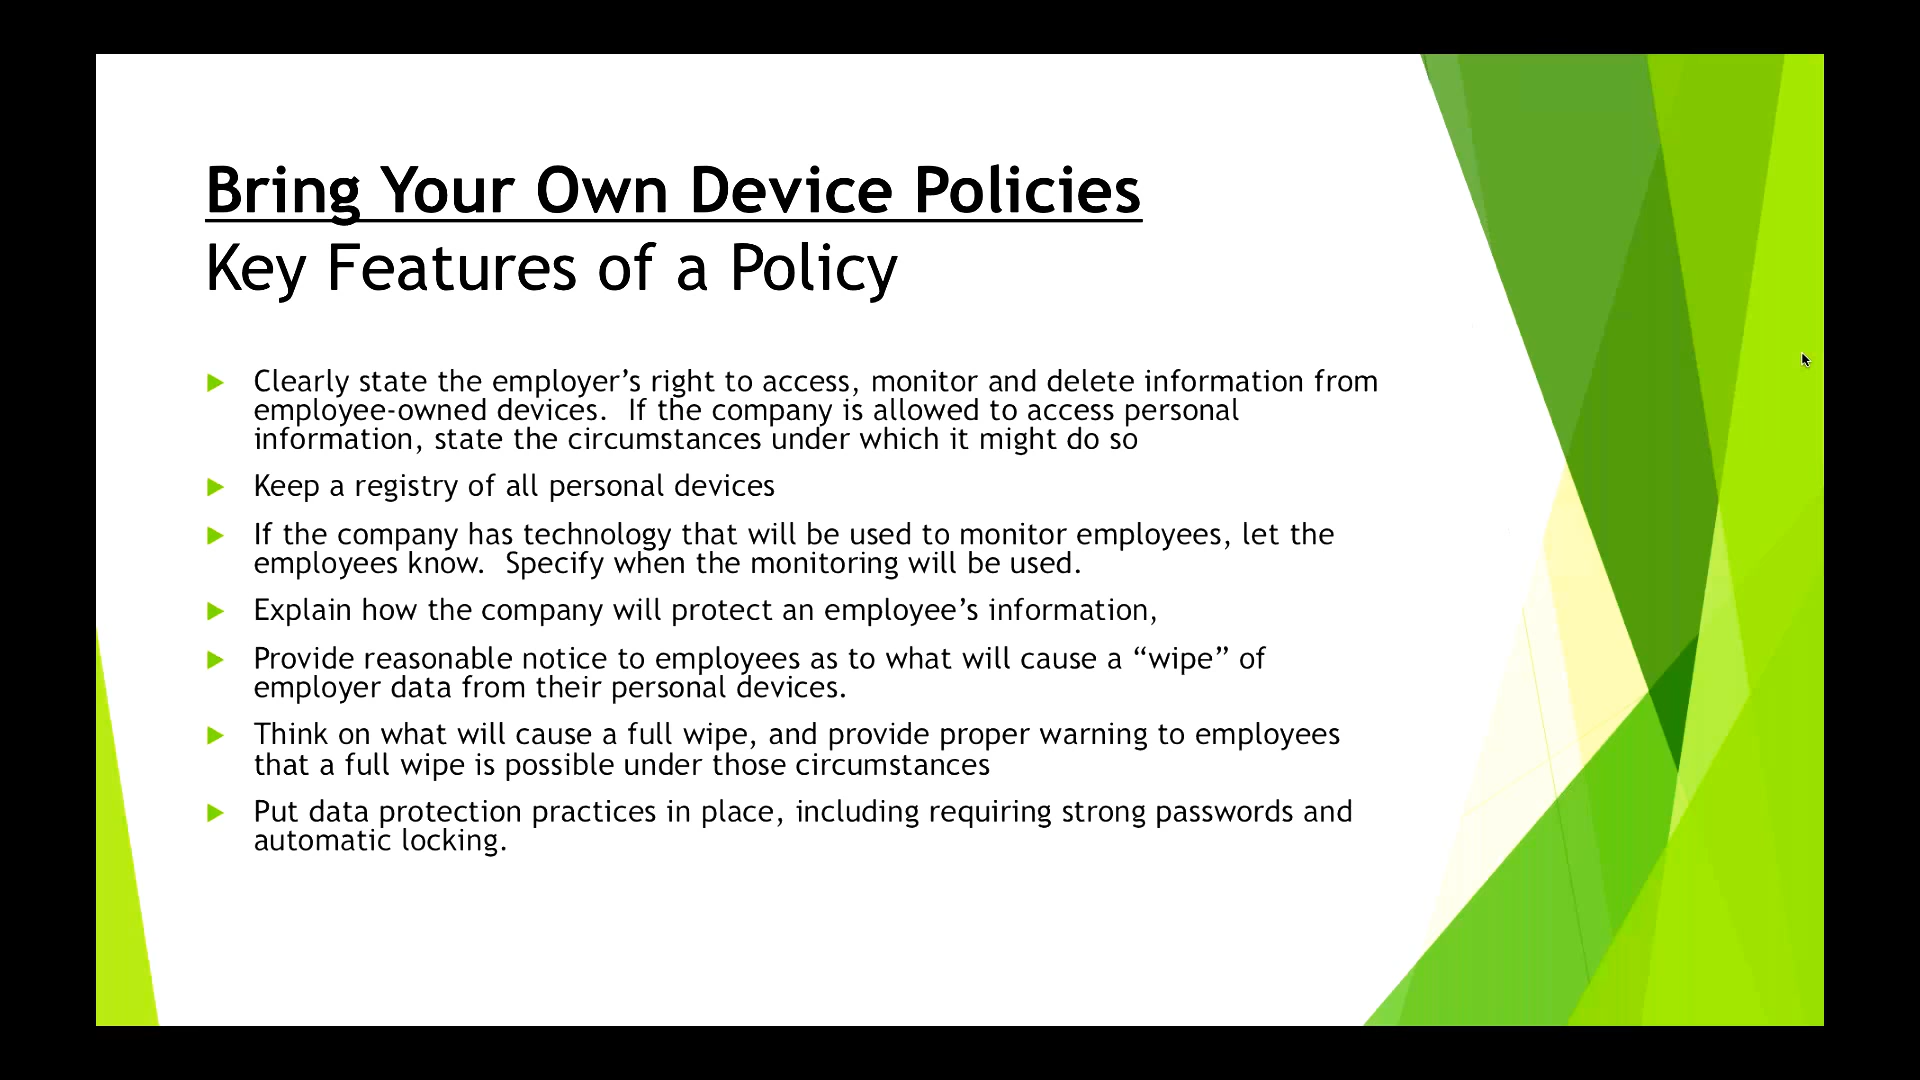 Bring Your Own Device Policies
Key Features of a Policy
Clearly state the employer’s right to access, monitor and delete information from
employee-owned devices.  If the company is allowed to access personal
information, state the circumstances under which it might do so
Keep a registry of all personal devices
If the company has technology that will be used to monitor employees, let the
employees know.  Specify when the monitoring will be used.
Explain how the company will protect an employee’s information,
Provide reasonable notice to employees as to what will cause a “wipe” of
employer data from their personal devices.
Think on what will cause a full wipe, and provide proper warning to employees
that a full wipe is possible under those circumstances
Put data protection practices in place, including requiring strong passwords and
automatic locking.